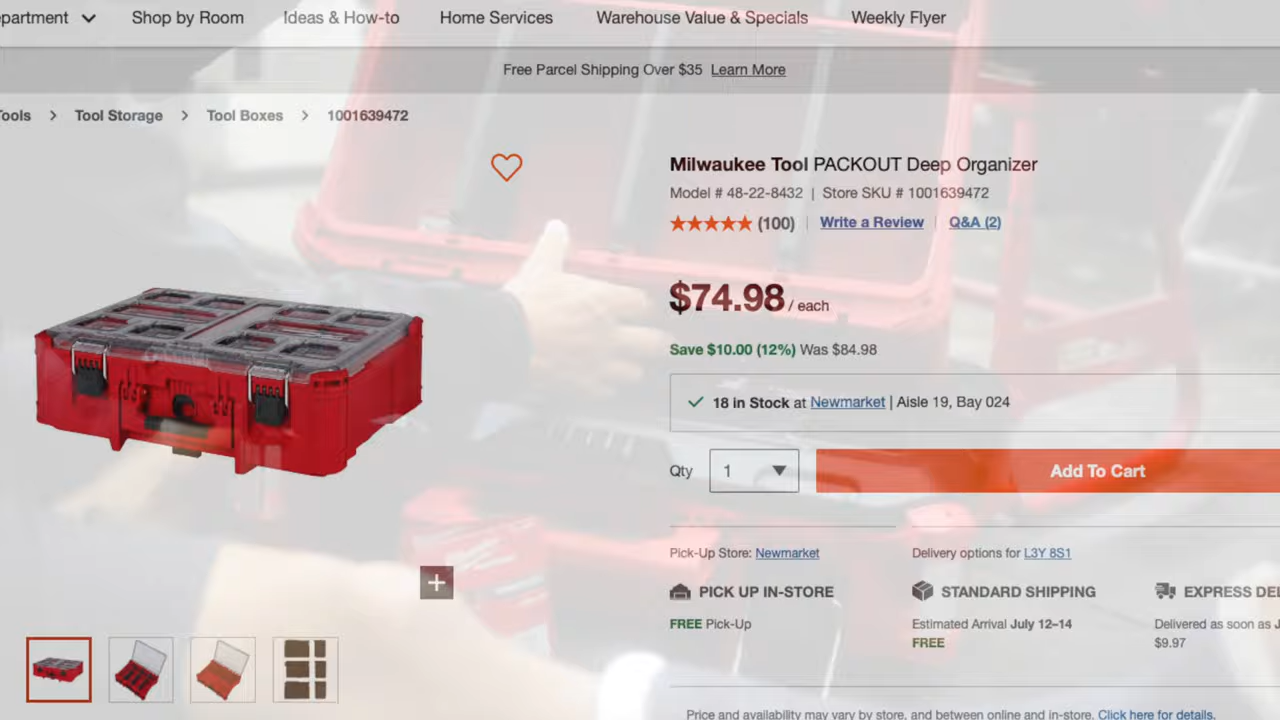 epartment Shop by Room Ideas & How-to Home Services Warehouse Value & Specials Weekly Flyer
Free Parcel Shipping Over $35 Learn More
Tools > Tool Storage > Tool Boxes > 1001639472
Milwaukee Tool PACKOUT Deep Organizer
Model # 48-22-8432 | Store SKU # 1001639472
(100) | Write a Review | Q&A (2)
$74.98 / each
Save $10.00 (12%) Was $84.98
18 in Stock at Newmarket | Aisle 19, Bay 024
Qty 1 Add To Cart
Pick-Up Store: Newmarket
PICK UP IN-STORE
FREE Pick-Up
Delivery options for L3Y 8S1
STANDARD SHIPPING
Estimated Arrival July 12–14
FREE
EXPRESS DEL
Delivered as soon as J
$9.97
Price and availability may vary by store, and between online and in-store. Click here for details.